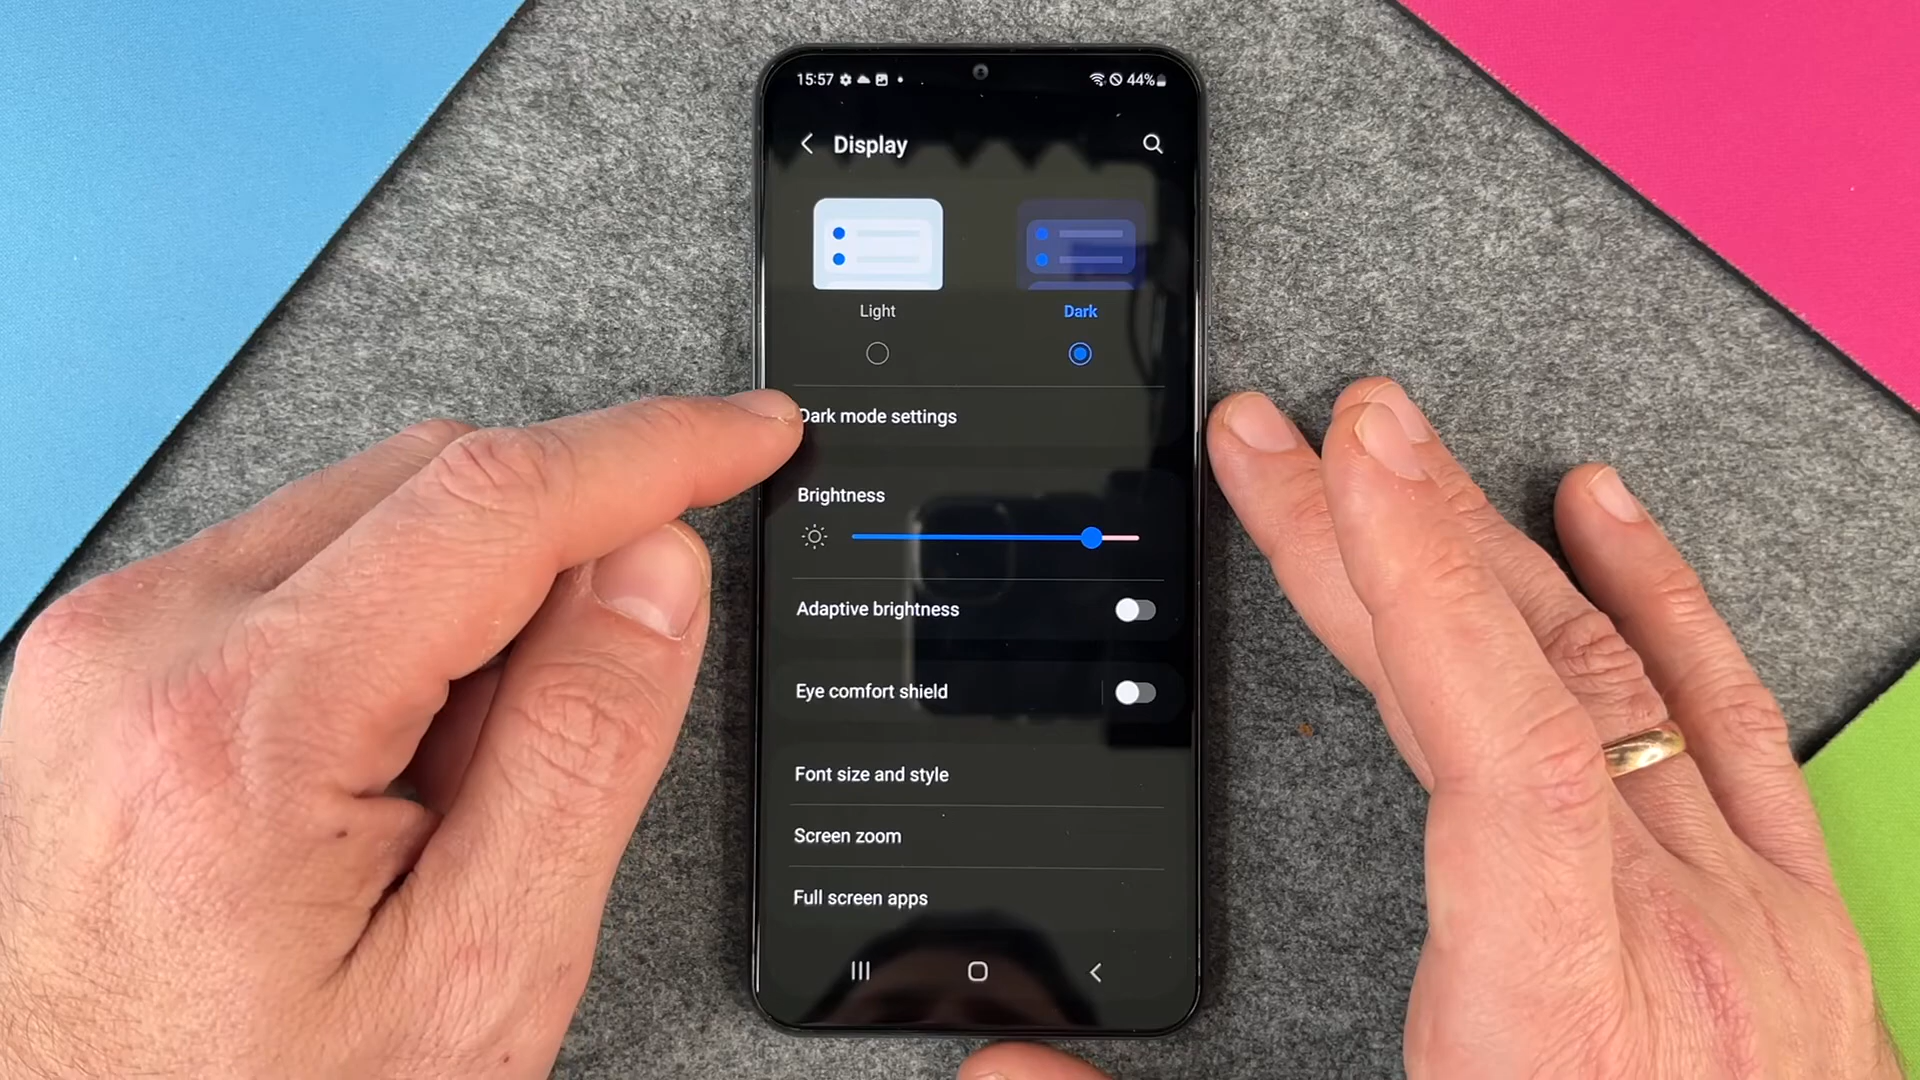 15:57 44%
Display
Light Dark
Dark mode settings
Brightness
Adaptive brightness
Eye comfort shield
Font size and style
Screen zoom
Full screen apps